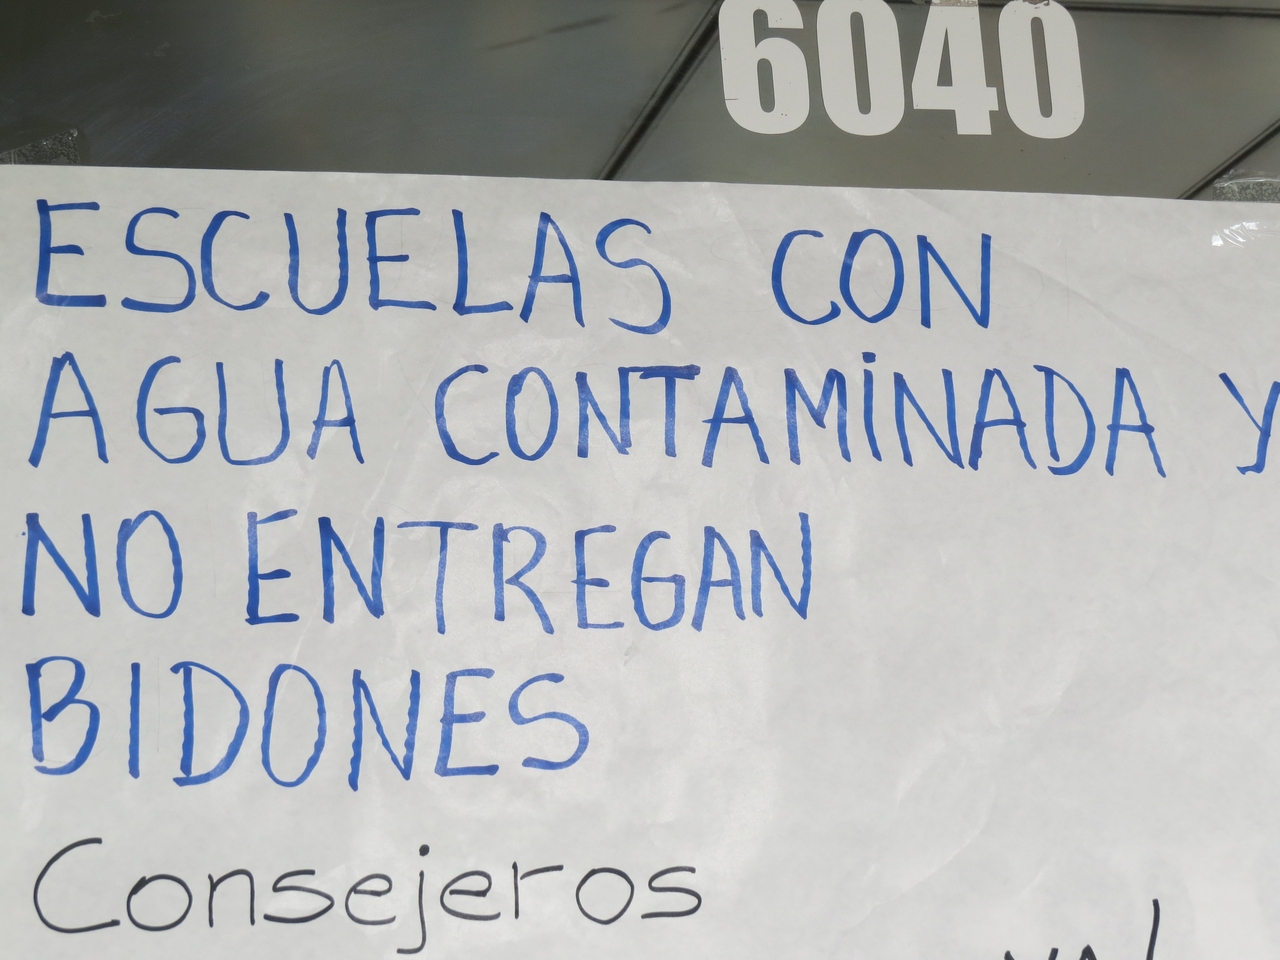 6040
ESCUELAS CON
AGUA CONTAMINADA Y
NO ENTREGAN
BIDONES
Consejeros